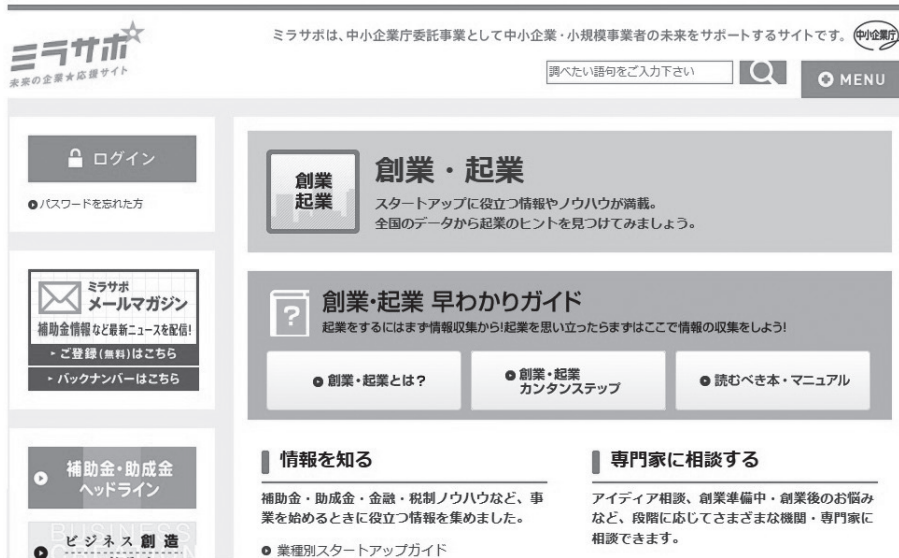 ミラサポ
未来の企業★応援サイト
ミラサポは、中小企業庁委託事業として中小企業・小規模事業者の未来をサポートするサイトです。
中小企業庁
調べたい語句をご入力下さい
MENU
ログイン
パスワードを忘れた方
ミラサポ
メールマガジン
補助金情報など最新ニュースを配信!
ご登録(無料)はこちら
バックナンバーはこちら
補助金・助成金
ヘッドライン
BUSINESS
ビジネス創造
創業
起業
創業・起業
スタートアップに役立つ情報やノウハウが満載。
全国のデータから起業のヒントを見つけてみましょう。
創業・起業 早わかりガイド
起業をするにはまず情報収集から!起業を思い立ったらまずはここで情報の収集をしよう!
創業・起業とは?
創業・起業
カンタンステップ
読むべき本・マニュアル
情報を知る
補助金・助成金・金融・税制ノウハウなど、事
業を始めるときに役立つ情報を集めました。
業種別スタートアップガイド
専門家に相談する
アイディア相談、創業準備中・創業後のお悩み
など、段階に応じてさまざまな機関・専門家に
相談できます。